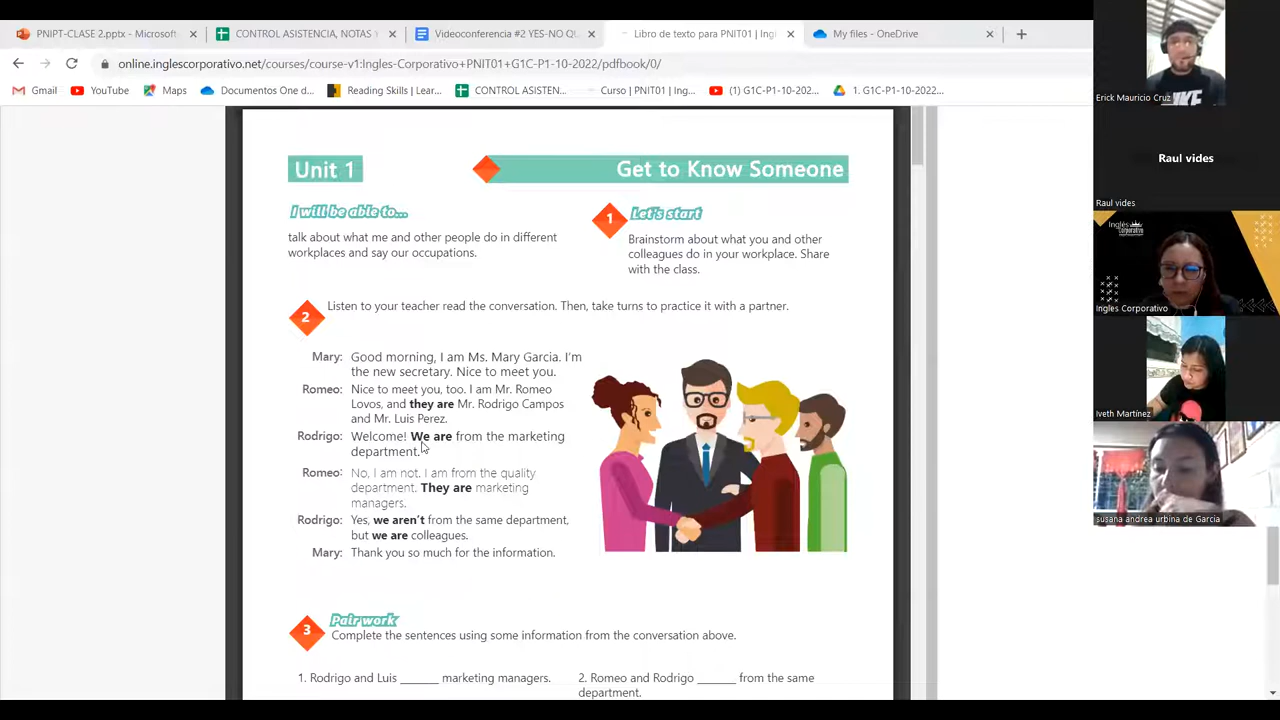 PNIPT-CLASE 2.pptx - Microsoft
CONTROL ASISTENCIA, NOTAS Y
Videoconferencia #2 YES-NO QU
Libro de texto para PNIT01 | Ingl
My files - OneDrive
online.inglescorporativo.net/courses/course-v1:Ingles-Corporativo+PNIT01+G1C-P1-10-2022/pdfbook/0/
Gmail
YouTube
Maps
Documentos One d...
Reading Skills | Lear...
CONTROL ASISTEN...
Curso | PNIT01 | Ing...
(1) G1C-P1-10-202...
1. G1C-P1-10-2022...
Unit 1
Get to Know Someone
I will be able to...
talk about what me and other people do in different
workplaces and say our occupations.
1
Let's start
Brainstorm about what you and other
colleagues do in your workplace. Share
with the class.
2
Listen to your teacher read the conversation. Then, take turns to practice it with a partner.
Mary: Good morning, I am Ms. Mary Garcia. I'm
the new secretary. Nice to meet you.
Romeo: Nice to meet you, too. I am Mr. Romeo
Lovos, and they are Mr. Rodrigo Campos
and Mr. Luis Perez.
Rodrigo: Welcome! We are from the marketing
department.
Romeo: No, I am not. I am from the quality
department. They are marketing
managers.
Rodrigo: Yes, we aren't from the same department,
but we are colleagues.
Mary: Thank you so much for the information.
3
Pair work
Complete the sentences using some information from the conversation above.
1. Rodrigo and Luis _______ marketing managers.
2. Romeo and Rodrigo _______ from the same
department.
Erick Mauricio Cruz
Raul vides
Raul vides
Inglés
Corporativo
Inglés Corporativo
Iveth Martínez
susana andrea urbina de Garcia